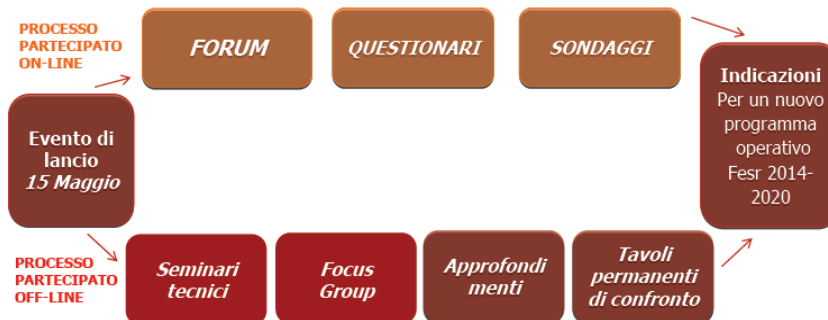 PROCESSO
PARTECIPATO
ON-LINE
FORUM
QUESTIONARI
SONDAGGI
Evento di
lancio
15 Maggio
Indicazioni
Per un nuovo
programma
operativo
Fesr 2014-
2020
PROCESSO
PARTECIPATO
OFF-LINE
Seminari
tecnici
Focus
Group
Approfondi
menti
Tavoli
permanenti
di confronto